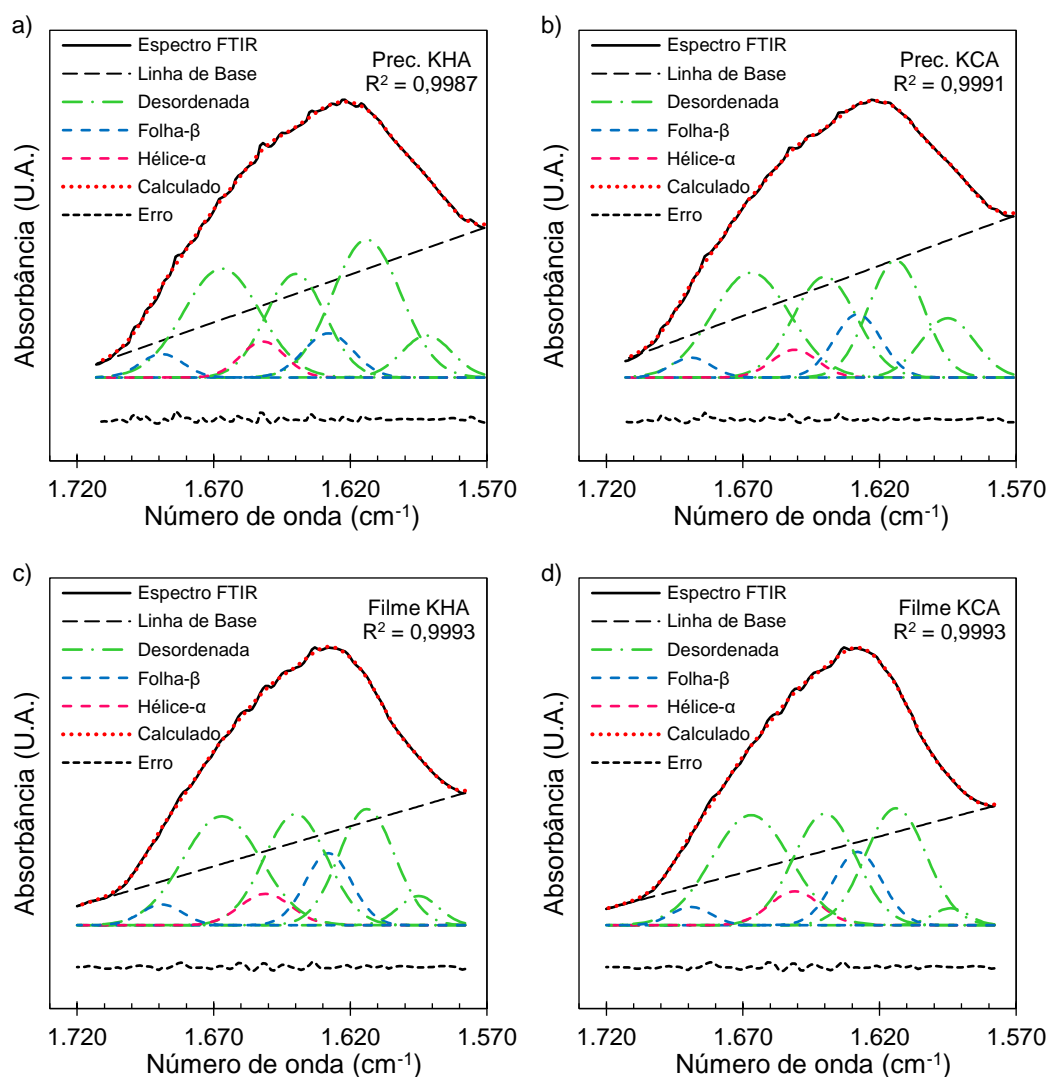 a)
Espectro FTIR
Linha de Base
Desordenada
Folha-β
Hélice-α
Calculado
Erro
Prec. KHA
R² = 0,9987
Absorbância (U.A.)
1.720 1.670 1.620 1.570
Número de onda (cm⁻¹)
b)
Espectro FTIR
Linha de Base
Desordenada
Folha-β
Hélice-α
Calculado
Erro
Prec. KCA
R² = 0,9991
Absorbância (U.A.)
1.720 1.670 1.620 1.570
Número de onda (cm⁻¹)
c)
Espectro FTIR
Linha de Base
Desordenada
Folha-β
Hélice-α
Calculado
Erro
Filme KHA
R² = 0,9993
Absorbância (U.A.)
1.720 1.670 1.620 1.570
Número de onda (cm⁻¹)
d)
Espectro FTIR
Linha de Base
Desordenada
Folha-β
Hélice-α
Calculado
Erro
Filme KCA
R² = 0,9993
Absorbância (U.A.)
1.720 1.670 1.620 1.570
Número de onda (cm⁻¹)